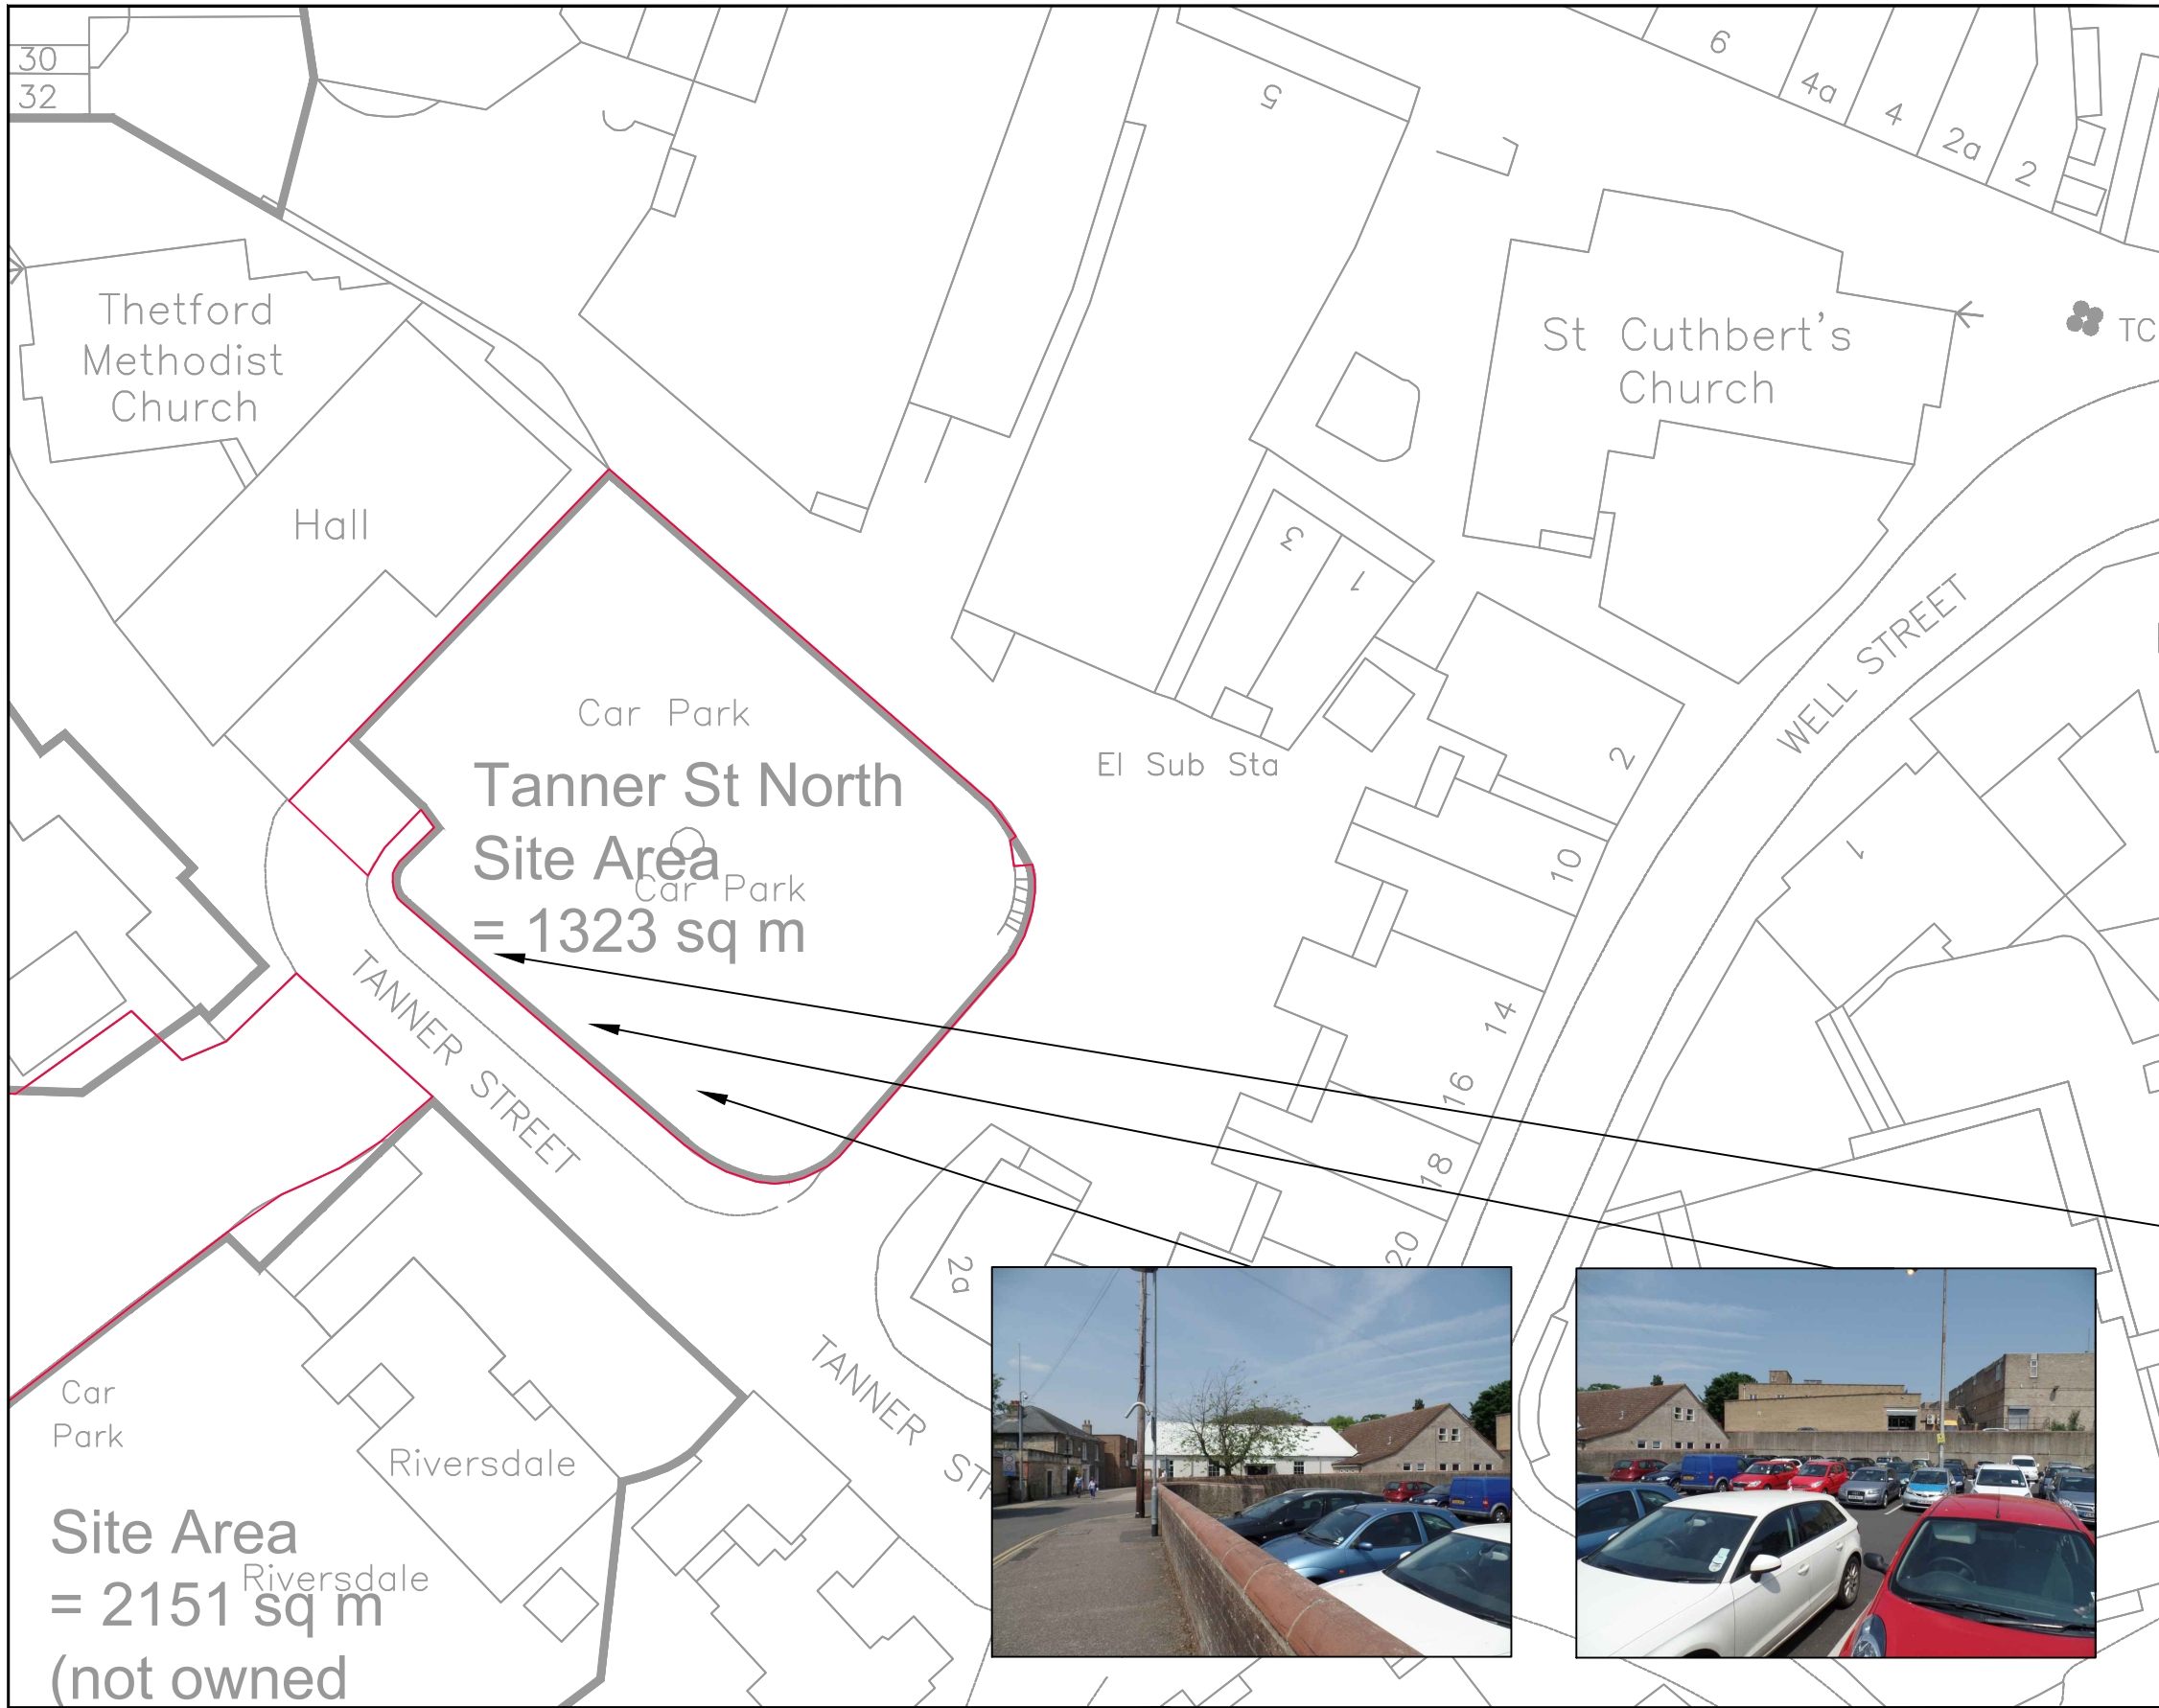 30
32
6
4a
4
2a
2
5
Thetford
Methodist
Church
St Cuthbert's
Church
TC
Hall
3
1
WELL STREET
Car Park
Tanner St North
Site Area
Car Park
= 1323 sq m
El Sub Sta
2
10
1
14
16
18
20
TANNER STREET
2a
TANNER STR
Car
Park
Riversdale
Site Area
Riversdale
= 2151 sq m
(not owned